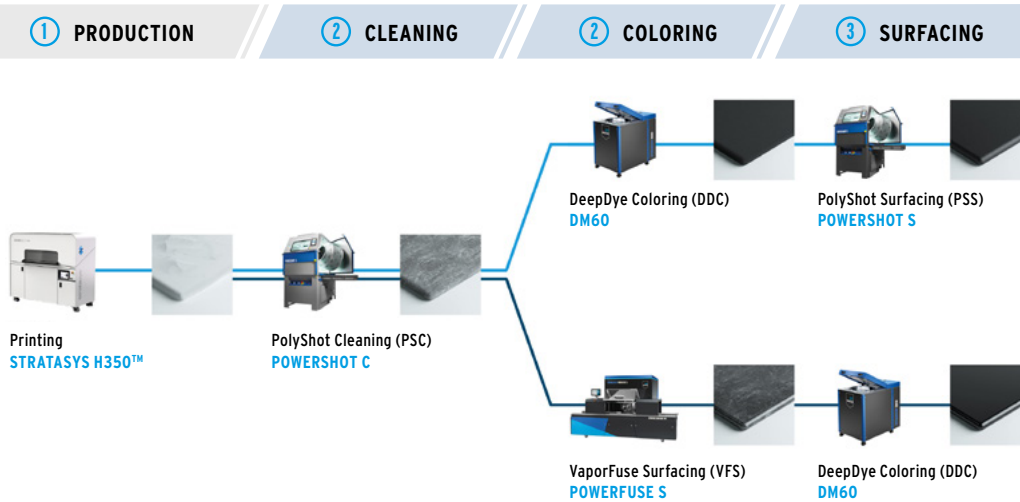 1 PRODUCTION
2 CLEANING
2 COLORING
3 SURFACING
DeepDye Coloring (DDC)
DM60
PolyShot Surfacing (PSS)
POWERSHOT S
Printing
STRATASYS H350™
PolyShot Cleaning (PSC)
POWERSHOT C
VaporFuse Surfacing (VFS)
POWERFUSE S
DeepDye Coloring (DDC)
DM60